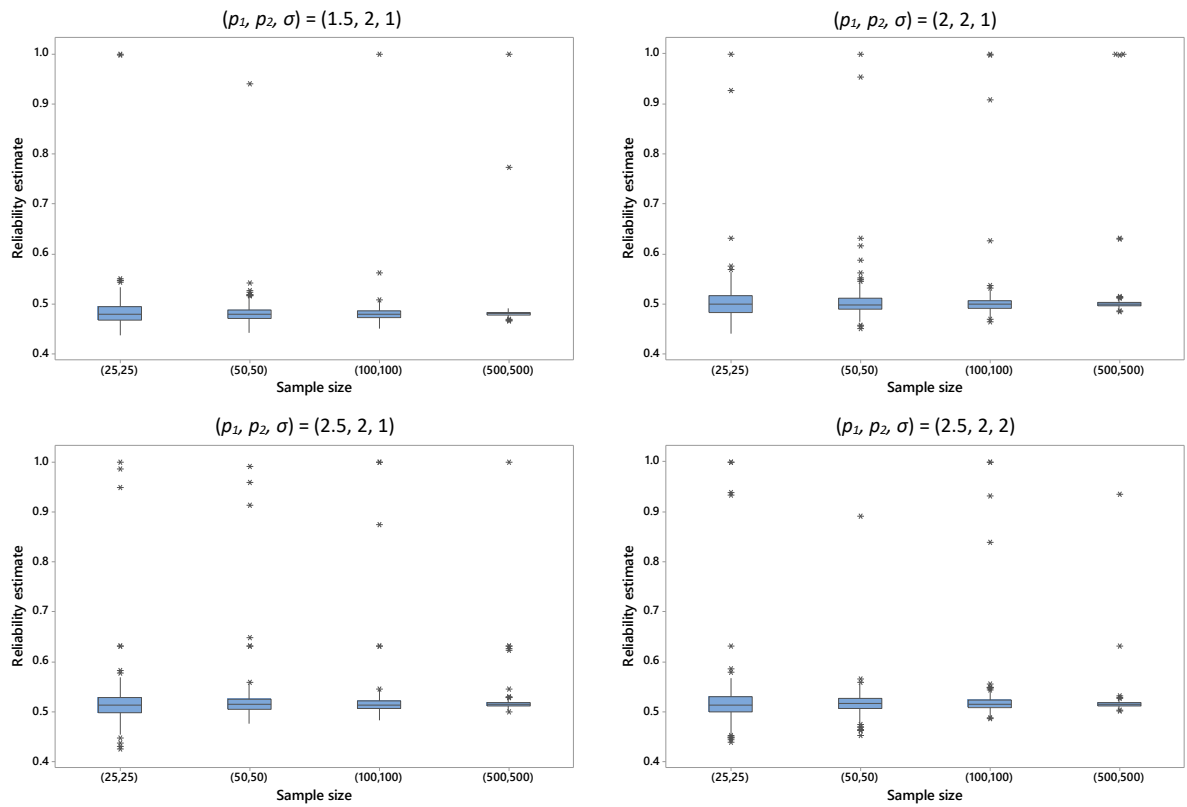 (p₁, p₂, σ) = (1.5, 2, 1)
Reliability estimate
1.0
0.9
0.8
0.7
0.6
0.5
0.4
(25,25) (50,50) (100,100) (500,500)
Sample size
(p₁, p₂, σ) = (2, 2, 1)
Reliability estimate
1.0
0.9
0.8
0.7
0.6
0.5
0.4
(25,25) (50,50) (100,100) (500,500)
Sample size
(p₁, p₂, σ) = (2.5, 2, 1)
Reliability estimate
1.0
0.9
0.8
0.7
0.6
0.5
0.4
(25,25) (50,50) (100,100) (500,500)
Sample size
(p₁, p₂, σ) = (2.5, 2, 2)
Reliability estimate
1.0
0.9
0.8
0.7
0.6
0.5
0.4
(25,25) (50,50) (100,100) (500,500)
Sample size